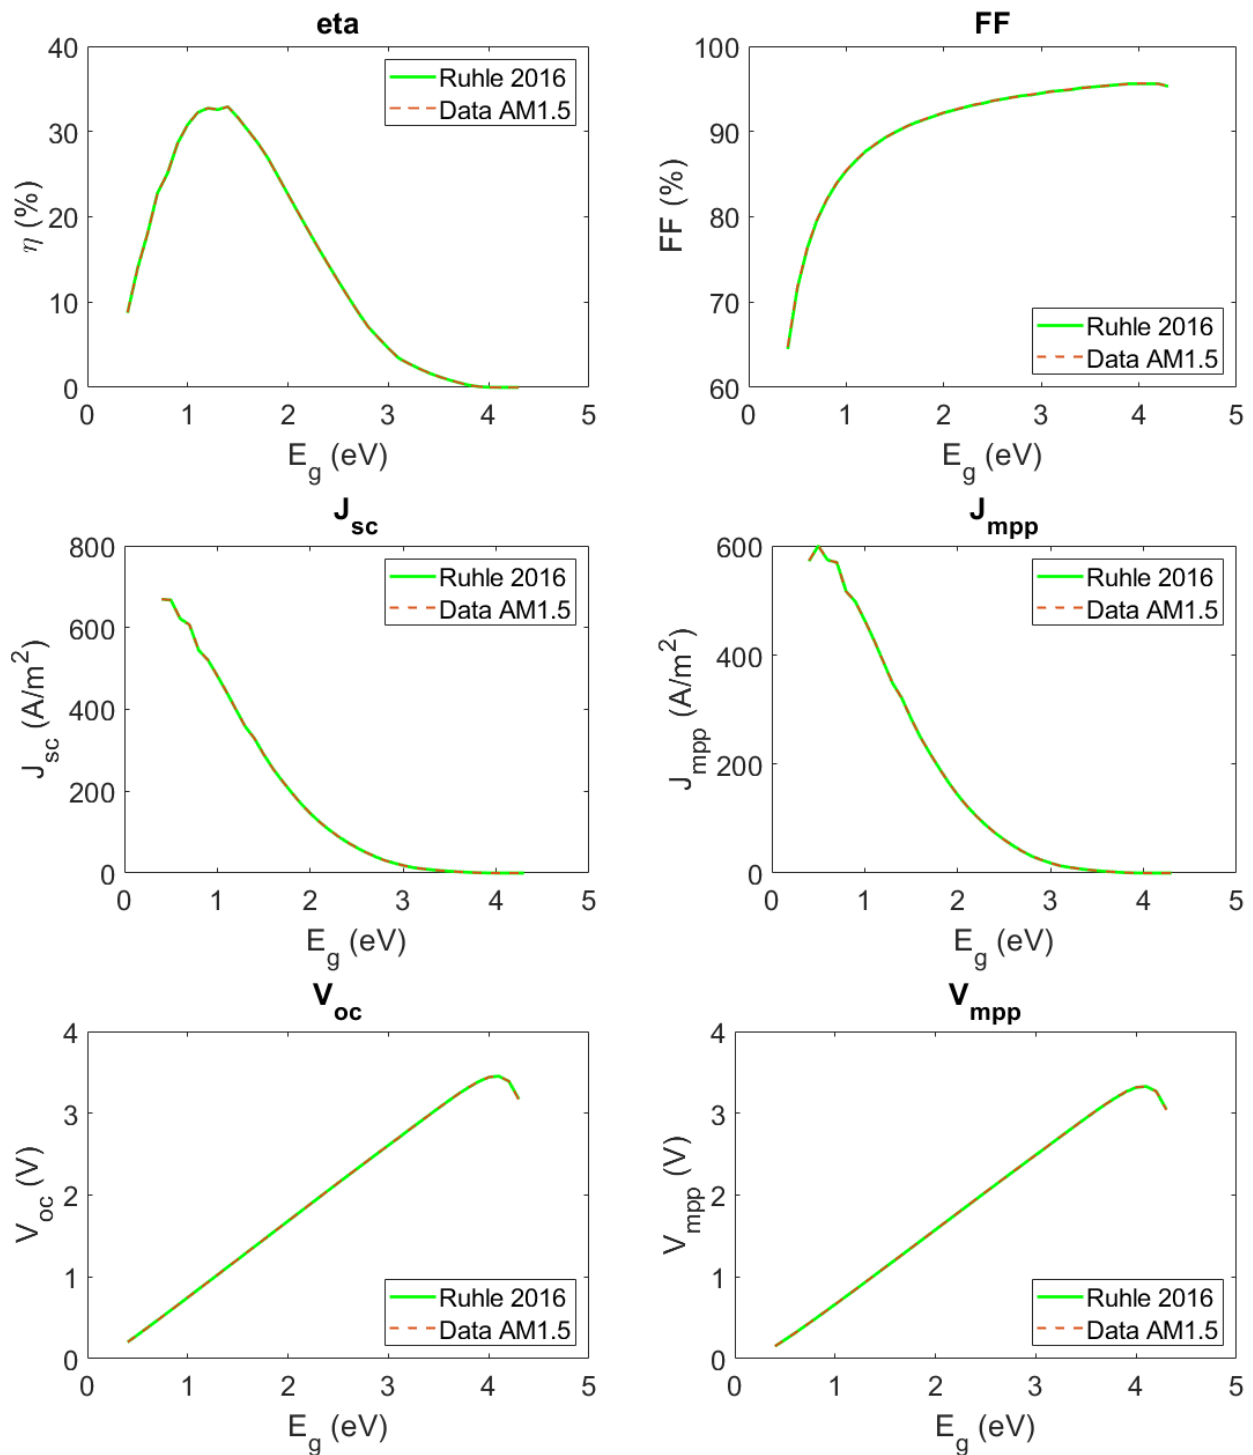 eta
40
30
20
10
0
η (%)
Ruhle 2016
Data AM1.5
0 1 2 3 4 5
E_g (eV)
FF
100
90
80
70
60
FF (%)
Ruhle 2016
Data AM1.5
0 1 2 3 4 5
E_g (eV)
J_sc
800
600
400
200
0
J_sc (A/m²)
Ruhle 2016
Data AM1.5
0 1 2 3 4 5
E_g (eV)
J_mpp
600
400
200
0
J_mpp (A/m²)
Ruhle 2016
Data AM1.5
0 1 2 3 4 5
E_g (eV)
V_oc
4
3
2
1
0
V_oc (V)
Ruhle 2016
Data AM1.5
0 1 2 3 4 5
E_g (eV)
V_mpp
4
3
2
1
0
V_mpp (V)
Ruhle 2016
Data AM1.5
0 1 2 3 4 5
E_g (eV)